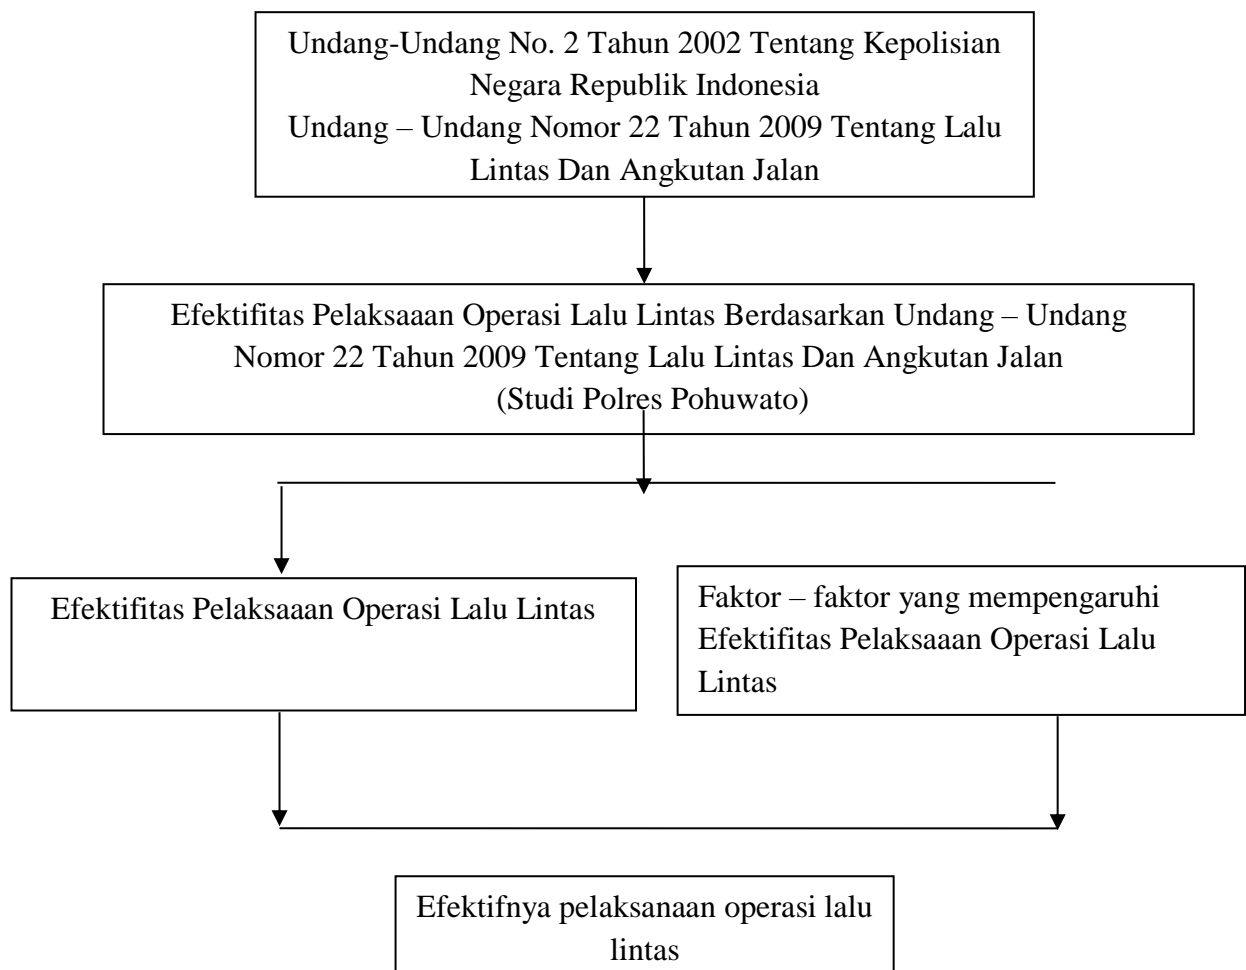 Undang-Undang No. 2 Tahun 2002 Tentang Kepolisian
Negara Republik Indonesia
Undang – Undang Nomor 22 Tahun 2009 Tentang Lalu
Lintas Dan Angkutan Jalan
Efektifitas Pelaksaaan Operasi Lalu Lintas Berdasarkan Undang – Undang
Nomor 22 Tahun 2009 Tentang Lalu Lintas Dan Angkutan Jalan
(Studi Polres Pohuwato)
Efektifitas Pelaksaaan Operasi Lalu Lintas
Faktor – faktor yang mempengaruhi
Efektifitas Pelaksaaan Operasi Lalu
Lintas
Efektifnya pelaksanaan operasi lalu
lintas